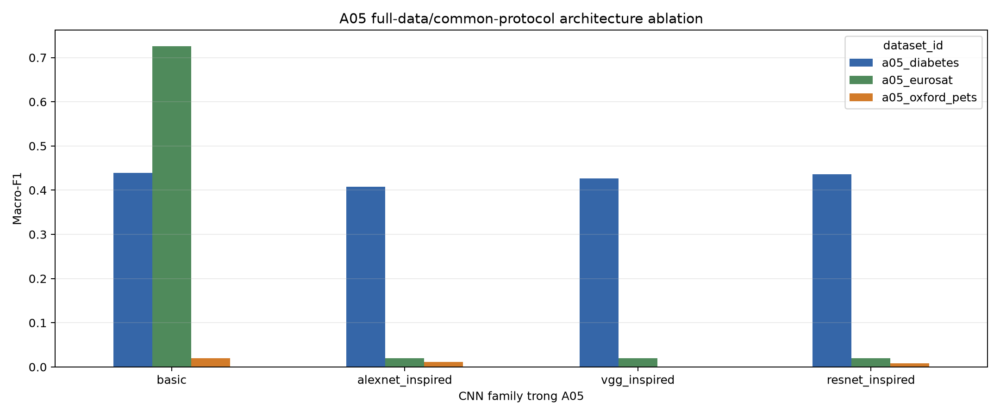 A05 full-data/common-protocol architecture ablation
dataset_id
a05_diabetes
a05_eurosat
a05_oxford_pets
Macro-F1
0.7
0.6
0.5
0.4
0.3
0.2
0.1
0.0
basic alexnet_inspired vgg_inspired resnet_inspired
CNN family trong A05